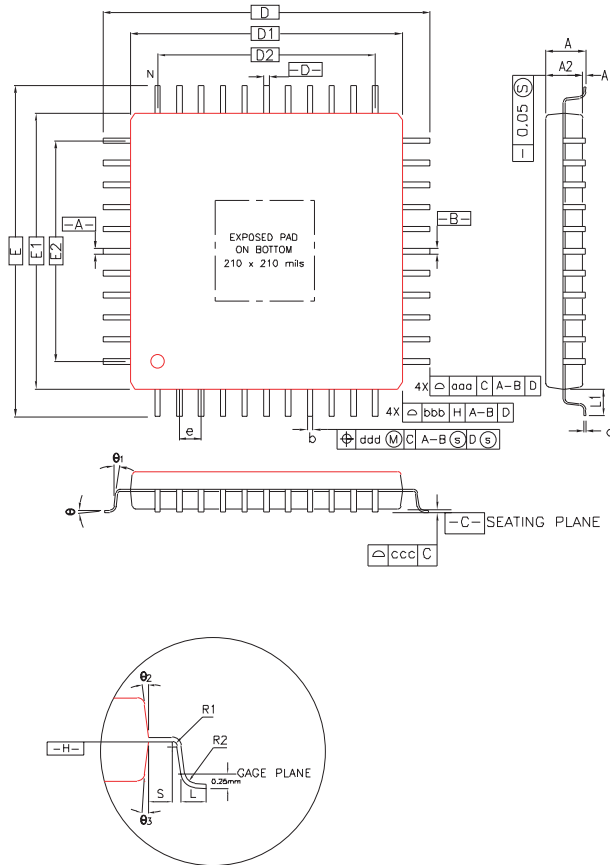 D
D1
D2
N
-D-
A
A2
A
- 0.05 S
E
E1
E2
-A-
-B-
EXPOSED PAD
ON BOTTOM
210 x 210 mils
4X aaa C A-B D
4X bbb H A-B D
e
b
ddd M C A-B S D S
L1
c
θ1
θ
-C- SEATING PLANE
ccc C
θ2
R1
-H-
R2
GAGE PLANE
0.25mm
S
L
θ3